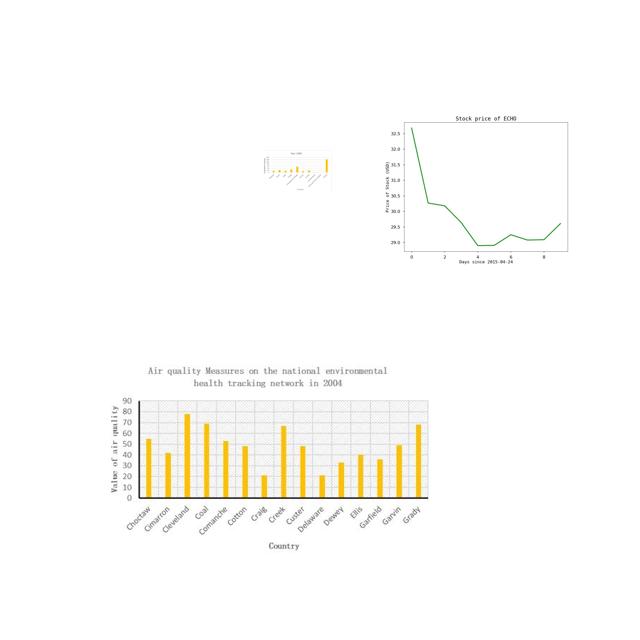 Stock price of ECHO
32.5
32.0
31.5
31.0
30.5
30.0
29.5
29.0
Price of Stock (USD)
0 2 4 6 8
Days since 2015-04-24
Air quality Measures on the national environmental
health tracking network in 2004
90
80
70
60
50
40
30
20
10
0
Value of air quality
Choctaw
Cimarron
Cleveland
Coal
Comanche
Cotton
Craig
Creek
Custer
Delaware
Dewey
Ellis
Garfield
Garvin
Grady
Country